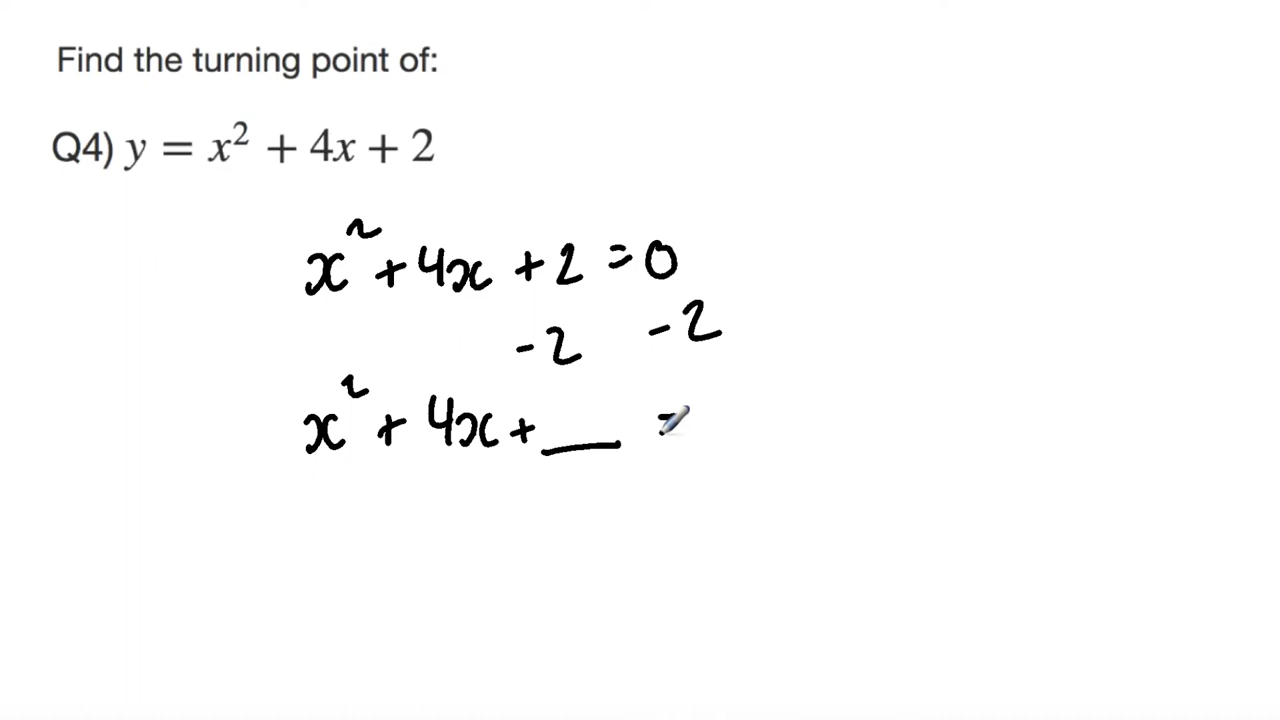 Find the turning point of:
Q4) y = x² + 4x + 2
x² + 4x + 2 = 0
- 2 - 2
x² + 4x + ___ =